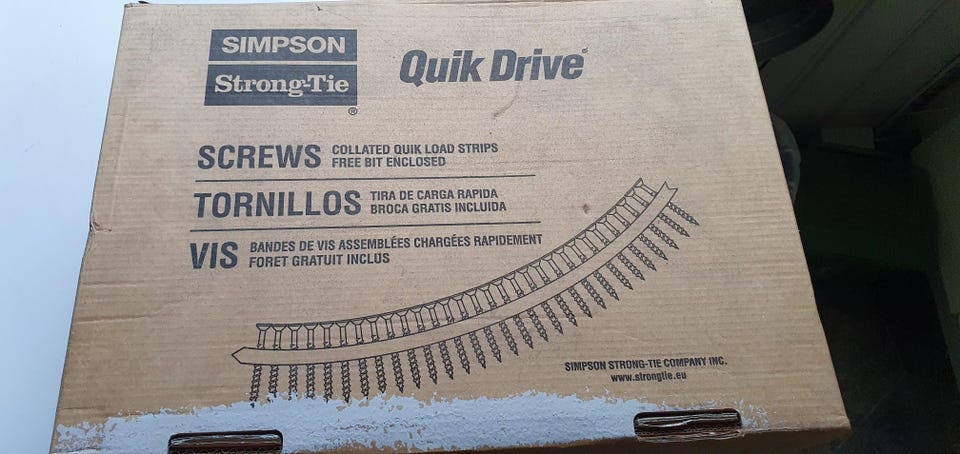 SIMPSON
Strong-Tie
®
Quik Drive®
SCREWS
COLLATED QUIK LOAD STRIPS
FREE BIT ENCLOSED
TORNILLOS
TIRA DE CARGA RAPIDA
BROCA GRATIS INCLUIDA
VIS
BANDES DE VIS ASSEMBLÉES CHARGÉES RAPIDEMENT
FORET GRATUIT INCLUS
SIMPSON STRONG-TIE COMPANY INC.
www.strongtie.eu